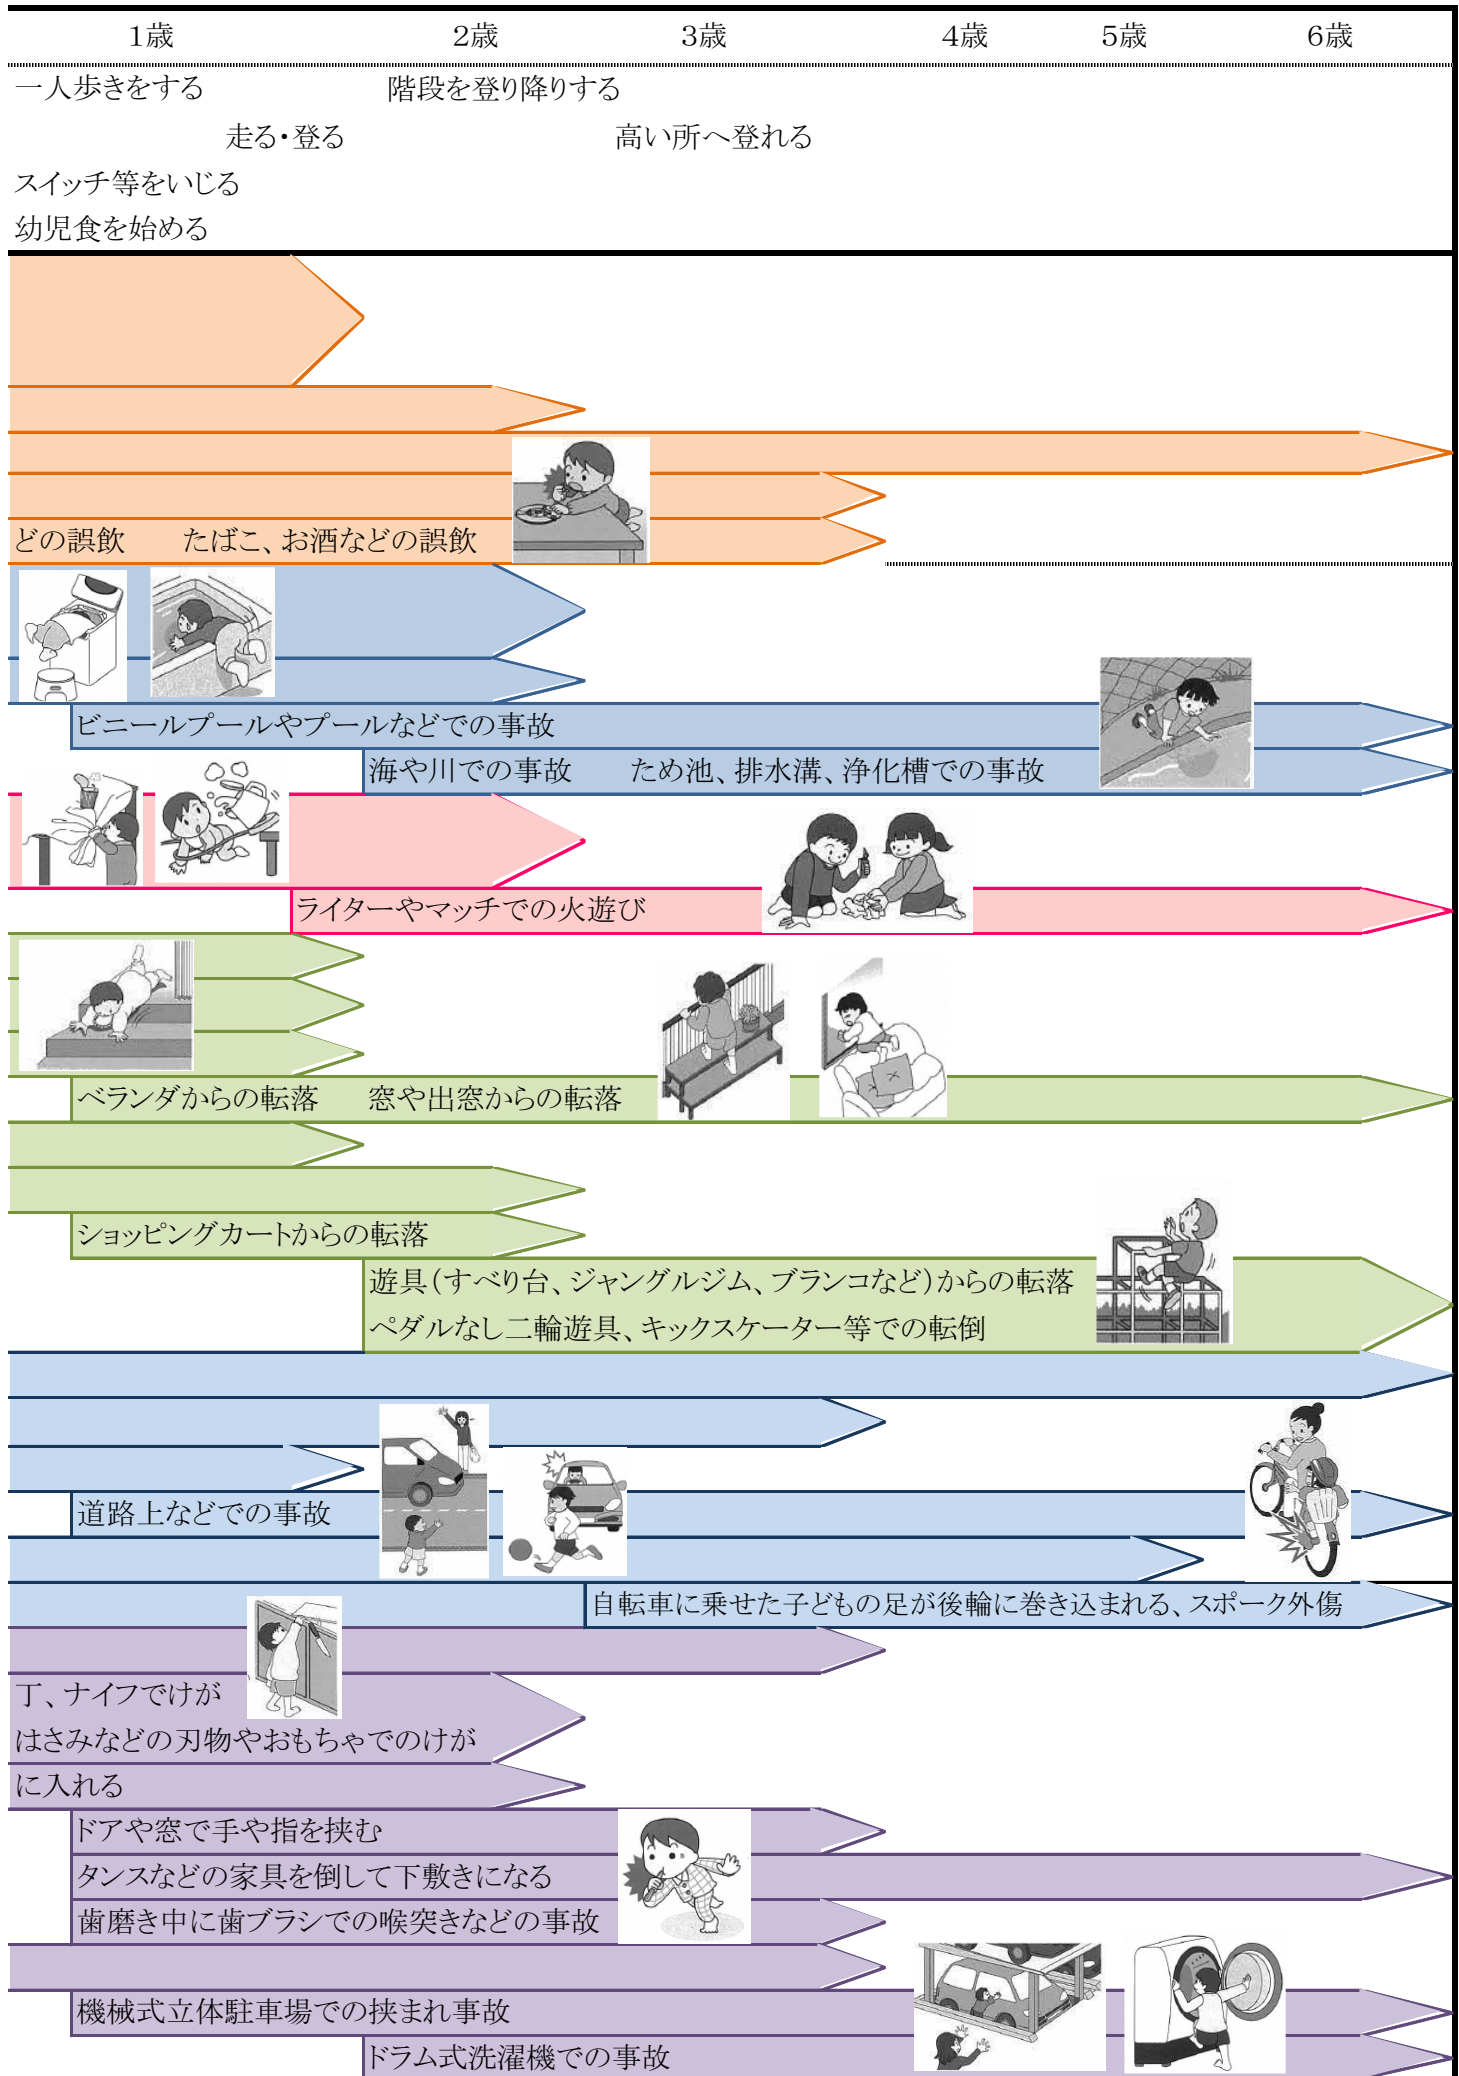 1歳 2歳 3歳 4歳 5歳 6歳
一人歩きをする 階段を登り降りする
走る・登る 高い所へ登れる
スイッチ等をいじる
幼児食を始める
どの誤飲 たばこ、お酒などの誤飲
ビニールプールやプールなどでの事故
海や川での事故 ため池、排水溝、浄化槽での事故
ライターやマッチでの火遊び
ベランダからの転落 窓や出窓からの転落
ショッピングカートからの転落
遊具(すべり台、ジャングルジム、ブランコなど)からの転落
ペダルなし二輪遊具、キックスケーター等での転倒
道路上などでの事故
自転車に乗せた子どもの足が後輪に巻き込まれる、スポーク外傷
丁、ナイフでけが
はさみなどの刃物やおもちゃでのけが
に入れる
ドアや窓で手や指を挟む
タンスなどの家具を倒して下敷きになる
歯磨き中に歯ブラシでの喉突きなどの事故
機械式立体駐車場での挟まれ事故
ドラム式洗濯機での事故